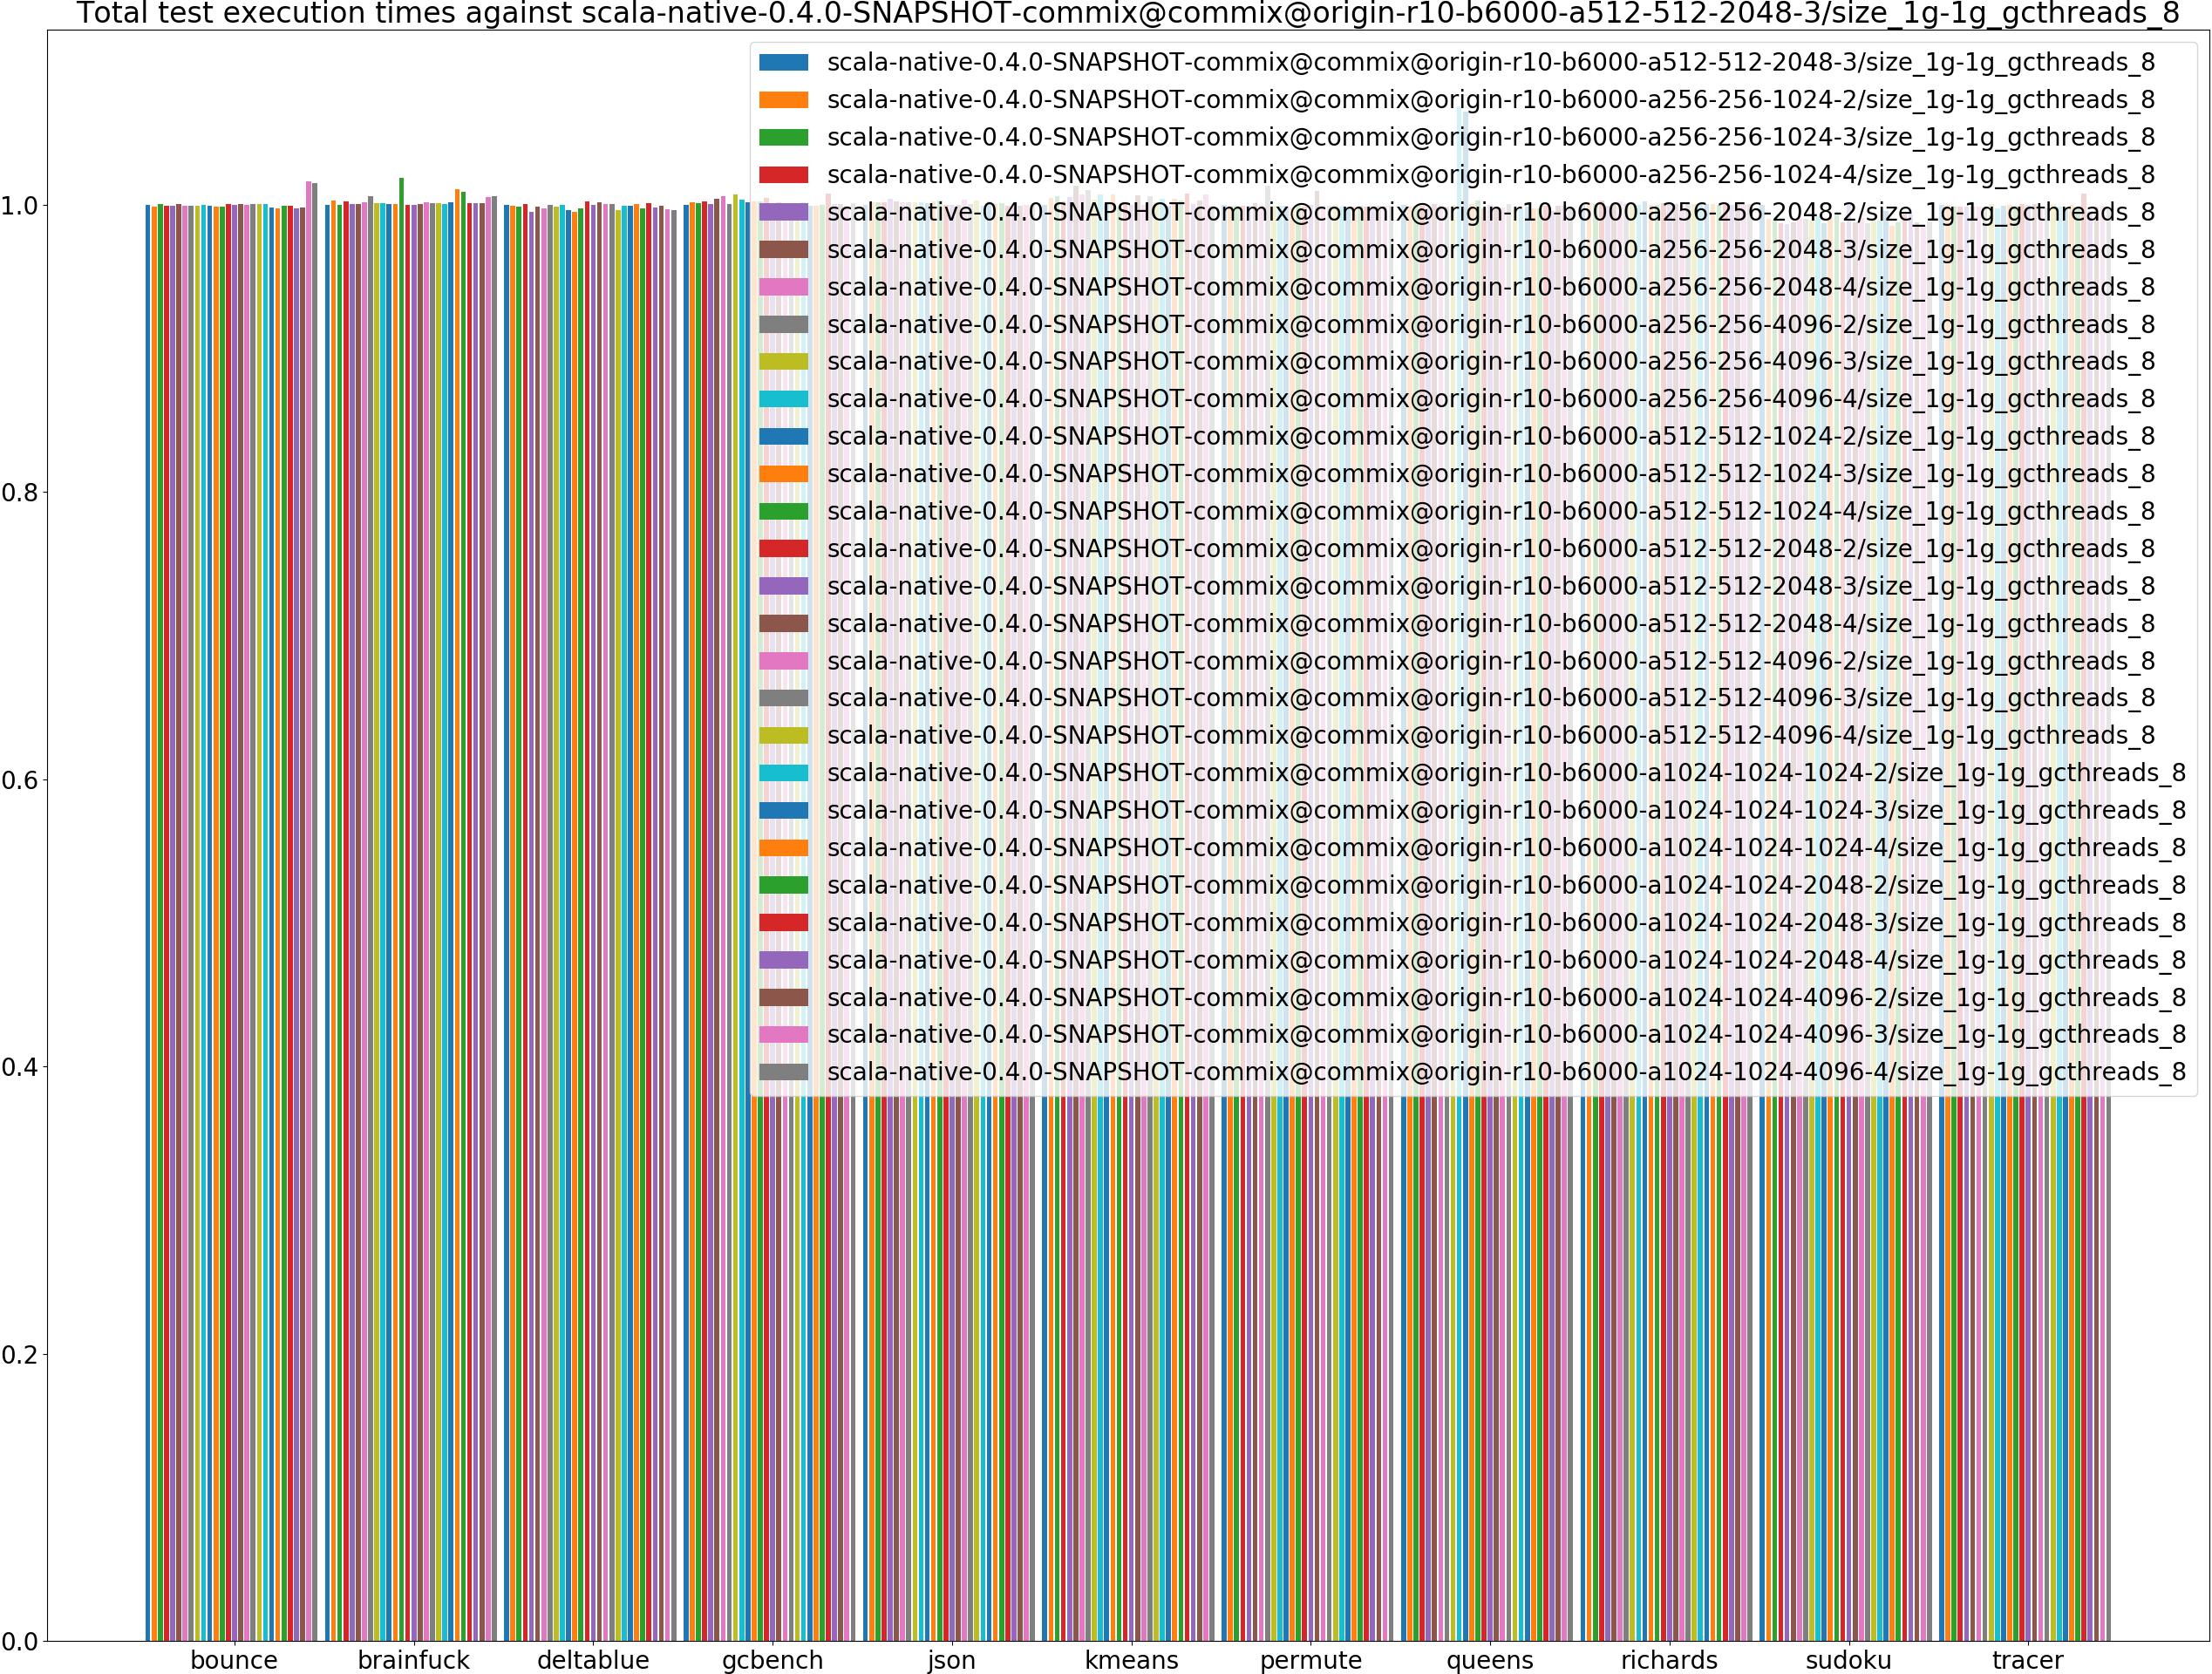 Total test execution times against scala-native-0.4.0-SNAPSHOT-commix@commix@origin-r10-b6000-a512-512-2048-3/size_1g-1g_gcthreads_8
scala-native-0.4.0-SNAPSHOT-commix@commix@origin-r10-b6000-a512-512-2048-3/size_1g-1g_gcthreads_8
scala-native-0.4.0-SNAPSHOT-commix@commix@origin-r10-b6000-a256-256-1024-2/size_1g-1g_gcthreads_8
scala-native-0.4.0-SNAPSHOT-commix@commix@origin-r10-b6000-a256-256-1024-3/size_1g-1g_gcthreads_8
scala-native-0.4.0-SNAPSHOT-commix@commix@origin-r10-b6000-a256-256-1024-4/size_1g-1g_gcthreads_8
scala-native-0.4.0-SNAPSHOT-commix@commix@origin-r10-b6000-a256-256-2048-2/size_1g-1g_gcthreads_8
scala-native-0.4.0-SNAPSHOT-commix@commix@origin-r10-b6000-a256-256-2048-3/size_1g-1g_gcthreads_8
scala-native-0.4.0-SNAPSHOT-commix@commix@origin-r10-b6000-a256-256-2048-4/size_1g-1g_gcthreads_8
scala-native-0.4.0-SNAPSHOT-commix@commix@origin-r10-b6000-a256-256-4096-2/size_1g-1g_gcthreads_8
scala-native-0.4.0-SNAPSHOT-commix@commix@origin-r10-b6000-a256-256-4096-3/size_1g-1g_gcthreads_8
scala-native-0.4.0-SNAPSHOT-commix@commix@origin-r10-b6000-a256-256-4096-4/size_1g-1g_gcthreads_8
scala-native-0.4.0-SNAPSHOT-commix@commix@origin-r10-b6000-a512-512-1024-2/size_1g-1g_gcthreads_8
scala-native-0.4.0-SNAPSHOT-commix@commix@origin-r10-b6000-a512-512-1024-3/size_1g-1g_gcthreads_8
scala-native-0.4.0-SNAPSHOT-commix@commix@origin-r10-b6000-a512-512-1024-4/size_1g-1g_gcthreads_8
scala-native-0.4.0-SNAPSHOT-commix@commix@origin-r10-b6000-a512-512-2048-2/size_1g-1g_gcthreads_8
scala-native-0.4.0-SNAPSHOT-commix@commix@origin-r10-b6000-a512-512-2048-3/size_1g-1g_gcthreads_8
scala-native-0.4.0-SNAPSHOT-commix@commix@origin-r10-b6000-a512-512-2048-4/size_1g-1g_gcthreads_8
scala-native-0.4.0-SNAPSHOT-commix@commix@origin-r10-b6000-a512-512-4096-2/size_1g-1g_gcthreads_8
scala-native-0.4.0-SNAPSHOT-commix@commix@origin-r10-b6000-a512-512-4096-3/size_1g-1g_gcthreads_8
scala-native-0.4.0-SNAPSHOT-commix@commix@origin-r10-b6000-a512-512-4096-4/size_1g-1g_gcthreads_8
scala-native-0.4.0-SNAPSHOT-commix@commix@origin-r10-b6000-a1024-1024-1024-2/size_1g-1g_gcthreads_8
scala-native-0.4.0-SNAPSHOT-commix@commix@origin-r10-b6000-a1024-1024-1024-3/size_1g-1g_gcthreads_8
scala-native-0.4.0-SNAPSHOT-commix@commix@origin-r10-b6000-a1024-1024-1024-4/size_1g-1g_gcthreads_8
scala-native-0.4.0-SNAPSHOT-commix@commix@origin-r10-b6000-a1024-1024-2048-2/size_1g-1g_gcthreads_8
scala-native-0.4.0-SNAPSHOT-commix@commix@origin-r10-b6000-a1024-1024-2048-3/size_1g-1g_gcthreads_8
scala-native-0.4.0-SNAPSHOT-commix@commix@origin-r10-b6000-a1024-1024-2048-4/size_1g-1g_gcthreads_8
scala-native-0.4.0-SNAPSHOT-commix@commix@origin-r10-b6000-a1024-1024-4096-2/size_1g-1g_gcthreads_8
scala-native-0.4.0-SNAPSHOT-commix@commix@origin-r10-b6000-a1024-1024-4096-3/size_1g-1g_gcthreads_8
scala-native-0.4.0-SNAPSHOT-commix@commix@origin-r10-b6000-a1024-1024-4096-4/size_1g-1g_gcthreads_8
1.0
0.8
0.6
0.4
0.2
0.0
bounce brainfuck deltablue gcbench json kmeans permute queens richards sudoku tracer